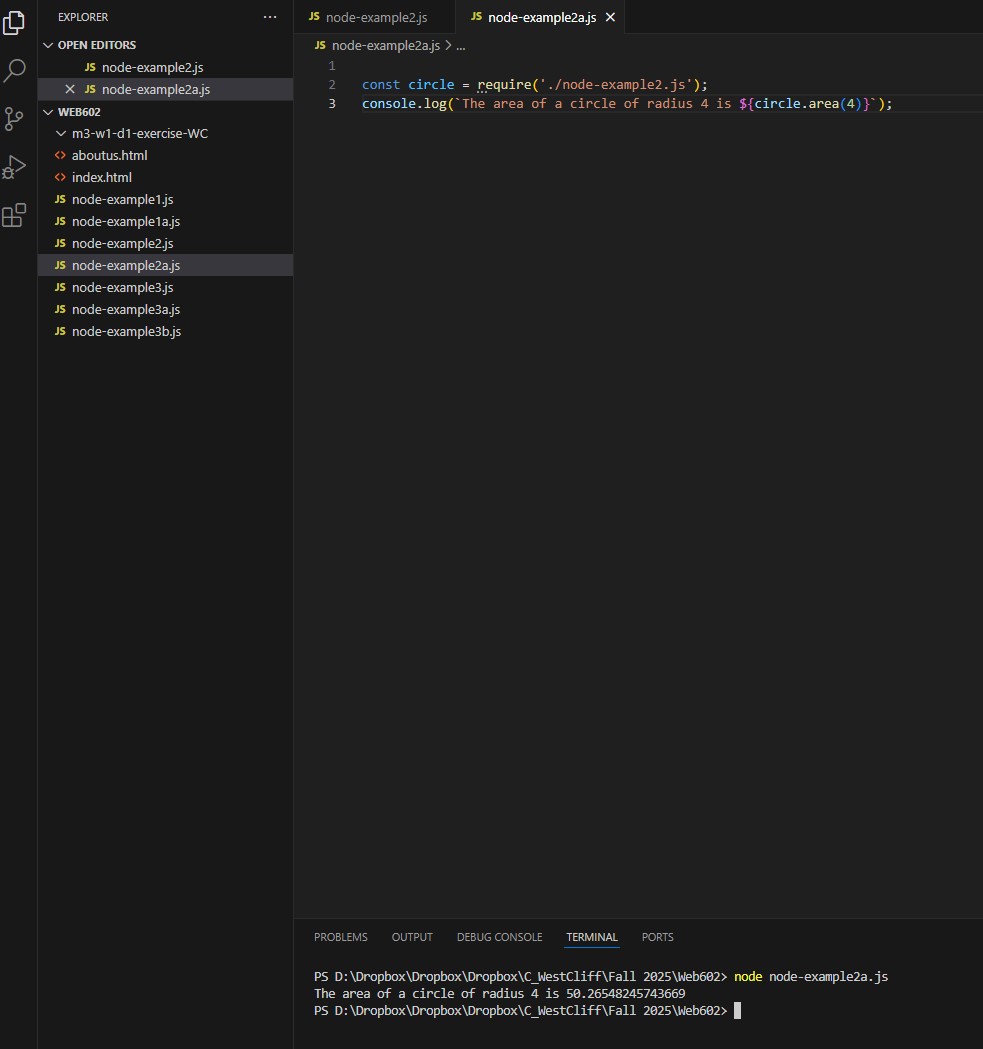 EXPLORER
OPEN EDITORS
JS node-example2.js
JS node-example2a.js
WEB602
m3-w1-d1-exercise-WC
<> aboutus.html
<> index.html
JS node-example1.js
JS node-example1a.js
JS node-example2.js
JS node-example2a.js
JS node-example3.js
JS node-example3a.js
JS node-example3b.js
JS node-example2.js
JS node-example2a.js
JS node-example2a.js > ...
1
2 const circle = require('./node-example2.js');
3 console.log(`The area of a circle of radius 4 is ${circle.area(4)}`);
PROBLEMS OUTPUT DEBUG CONSOLE TERMINAL PORTS
PS D:\Dropbox\Dropbox\Dropbox\C_WestCliff\Fall 2025\Web602> node node-example2a.js
The area of a circle of radius 4 is 50.26548245743669
PS D:\Dropbox\Dropbox\Dropbox\C_WestCliff\Fall 2025\Web602>